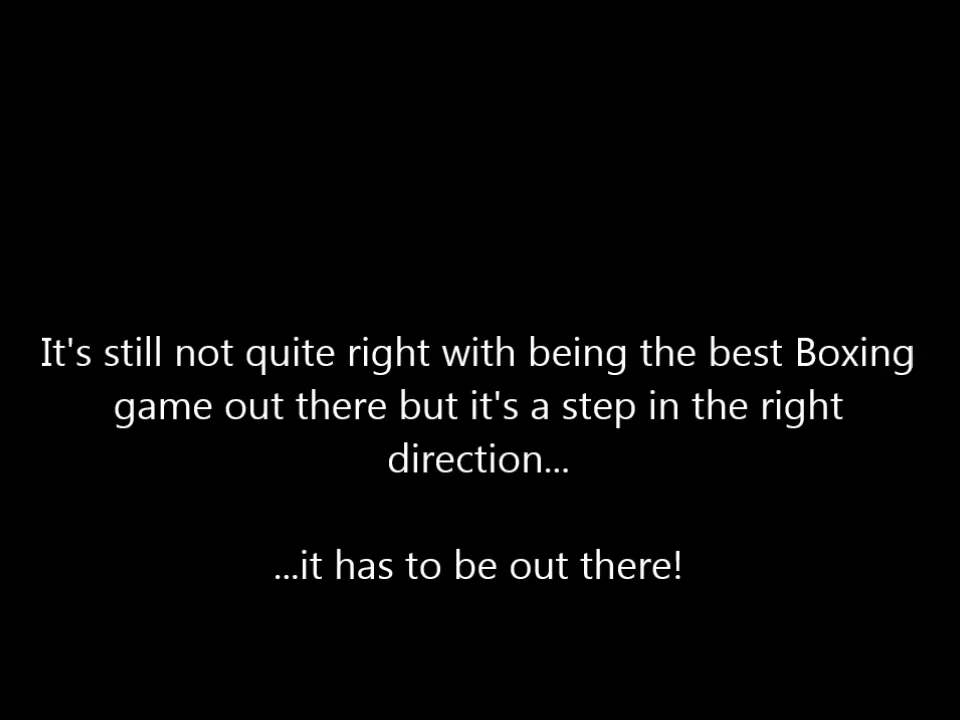 It's still not quite right with being the best Boxing
game out there but it's a step in the right
direction...
...it has to be out there!